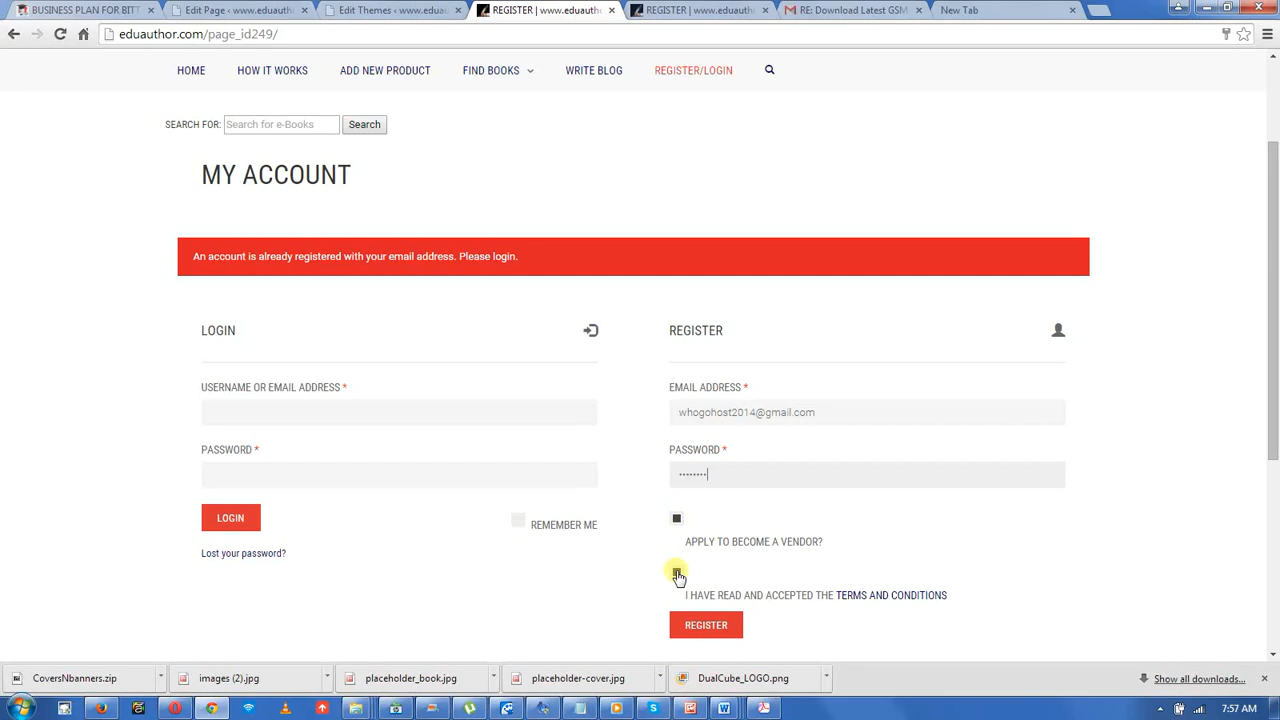 BUSINESS PLAN FOR BITT
Edit Page ‹ www.eduauth
Edit Themes ‹ www.eduau
REGISTER | www.eduauth
REGISTER | www.eduauth
RE: Download Latest GSM
New Tab
eduauthor.com/page_id249/
HOME
HOW IT WORKS
ADD NEW PRODUCT
FIND BOOKS
WRITE BLOG
REGISTER/LOGIN
SEARCH FOR: Search for e-Books Search
MY ACCOUNT
An account is already registered with your email address. Please login.
LOGIN
USERNAME OR EMAIL ADDRESS *
PASSWORD *
LOGIN
REMEMBER ME
Lost your password?
REGISTER
EMAIL ADDRESS *
whogohost2014@gmail.com
PASSWORD *
••••••••
APPLY TO BECOME A VENDOR?
I HAVE READ AND ACCEPTED THE TERMS AND CONDITIONS
REGISTER
CoversNbanners.zip
images (2).jpg
placeholder_book.jpg
placeholder-cover.jpg
DualCube_LOGO.png
Show all downloads...
7:57 AM